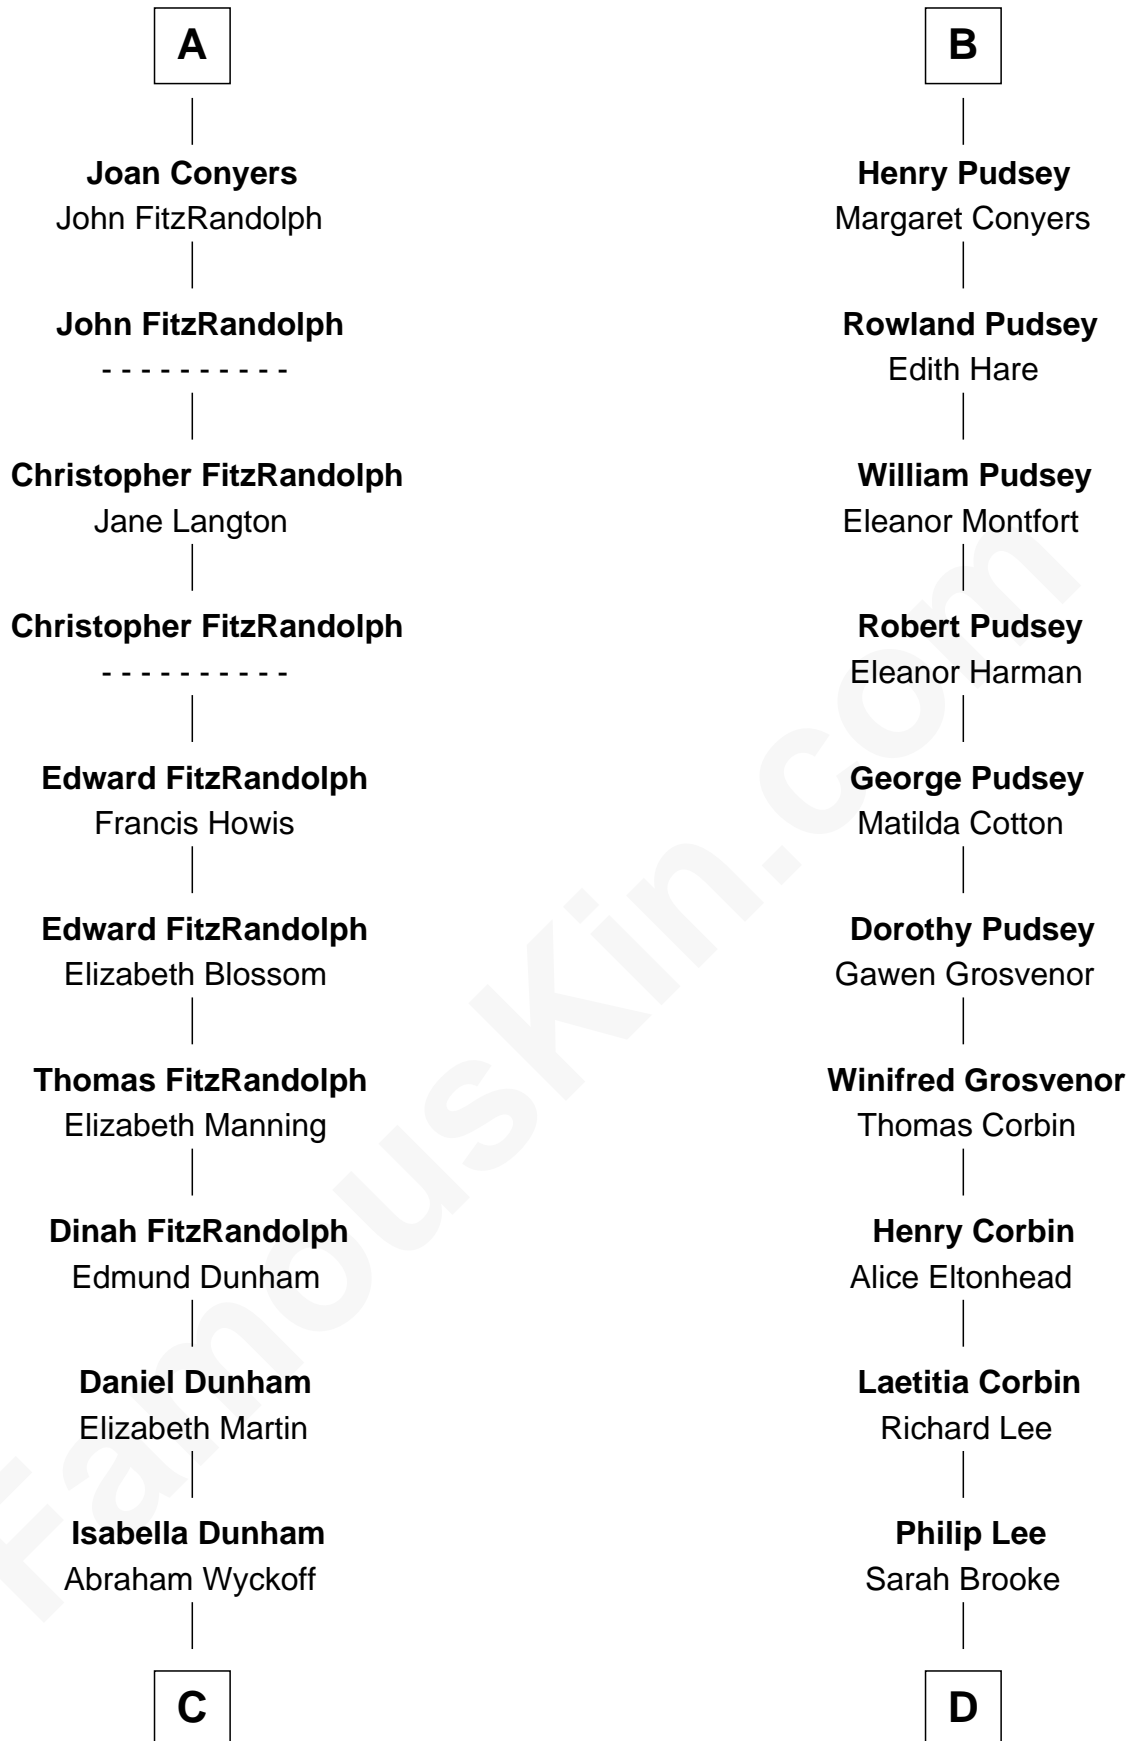 A
Joan Conyers
John FitzRandolph
John FitzRandolph
- - - - - - - - - -
Christopher FitzRandolph
Jane Langton
Christopher FitzRandolph
- - - - - - - - - -
Edward FitzRandolph
Francis Howis
Edward FitzRandolph
Elizabeth Blossom
Thomas FitzRandolph
Elizabeth Manning
Dinah FitzRandolph
Edmund Dunham
Daniel Dunham
Elizabeth Martin
Isabella Dunham
Abraham Wyckoff
C
B
Henry Pudsey
Margaret Conyers
Rowland Pudsey
Edith Hare
William Pudsey
Eleanor Montfort
Robert Pudsey
Eleanor Harman
George Pudsey
Matilda Cotton
Dorothy Pudsey
Gawen Grosvenor
Winifred Grosvenor
Thomas Corbin
Henry Corbin
Alice Eltonhead
Laetitia Corbin
Richard Lee
Philip Lee
Sarah Brooke
D
FamousKin.com